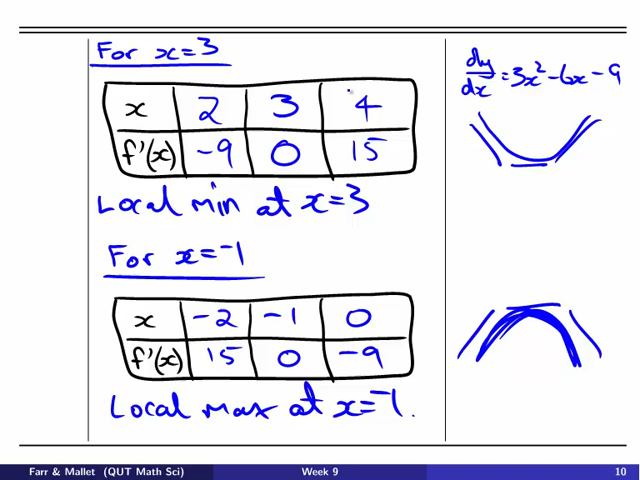 For x=3
x 2 3 4
f'(x) -9 0 15
Local min at x=3
For x=-1
x -2 -1 0
f'(x) 15 0 -9
Local max at x=-1.
dy/dx = 3x² - 6x - 9
Farr & Mallet (QUT Math Sci) Week 9 10